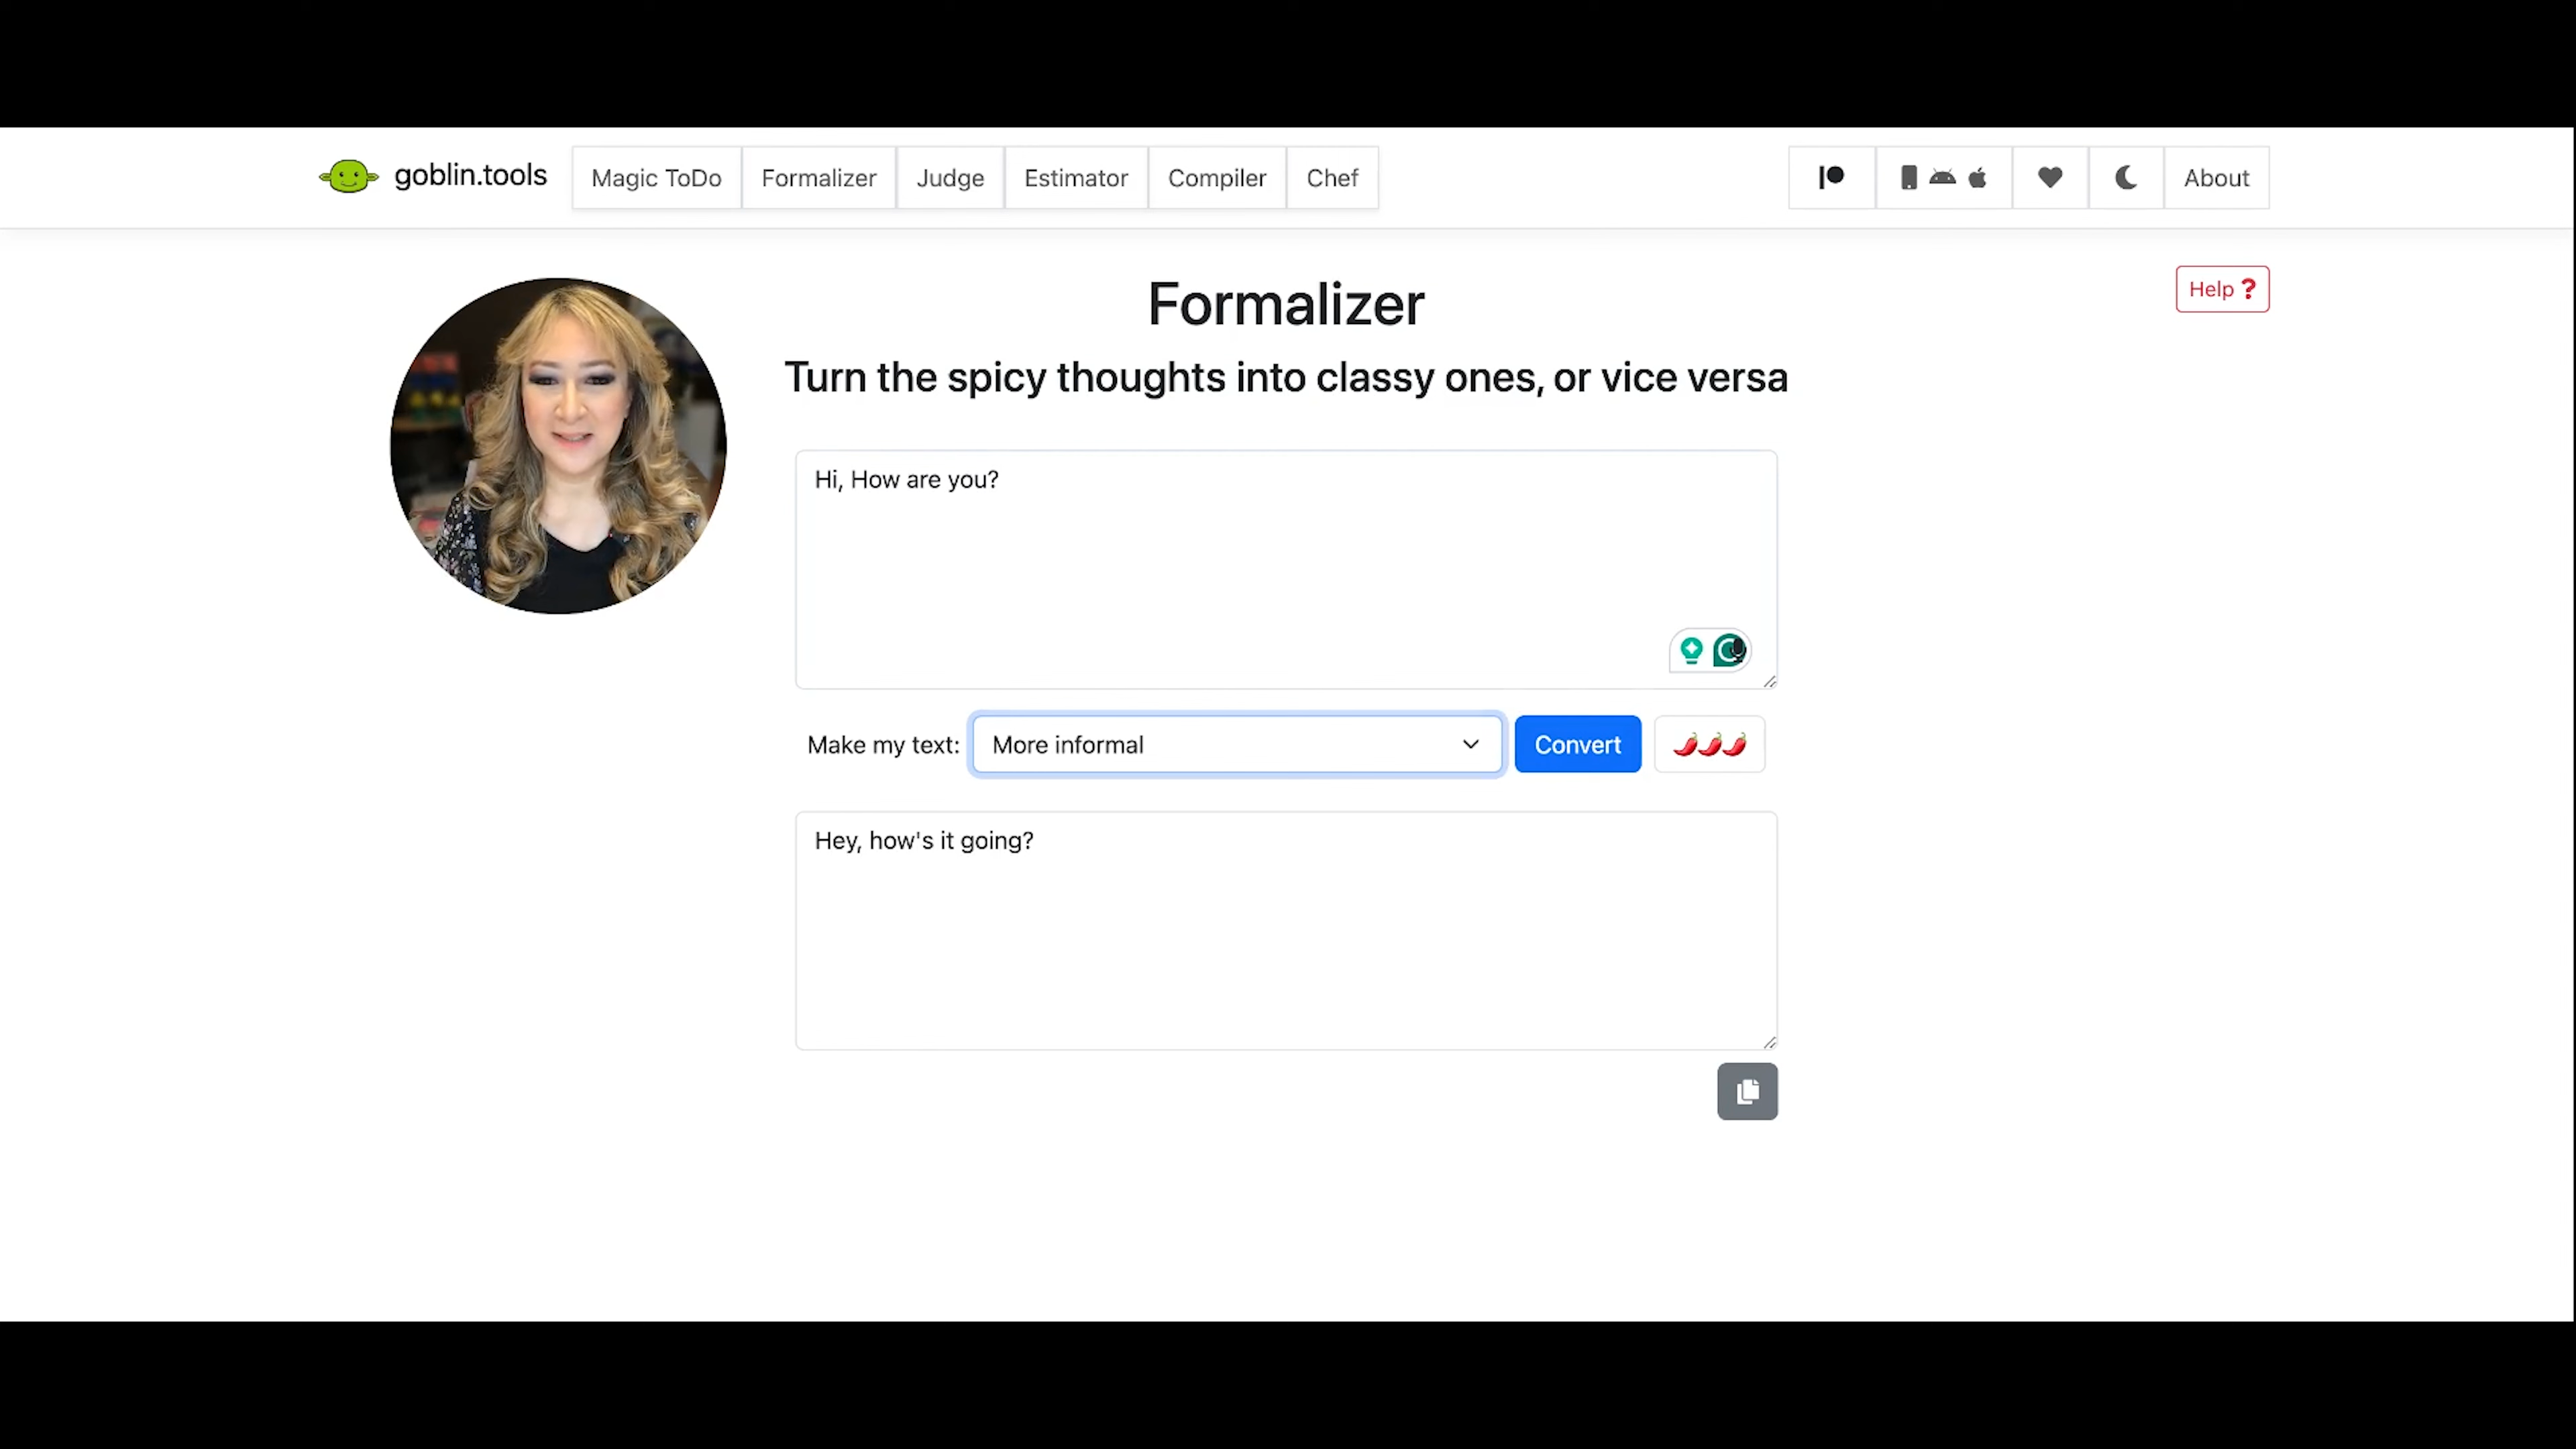 goblin.tools
Magic ToDo
Formalizer
Judge
Estimator
Compiler
Chef
About
Help ?
Formalizer
Turn the spicy thoughts into classy ones, or vice versa
Hi, How are you?
Make my text:
More informal
Convert
Hey, how's it going?